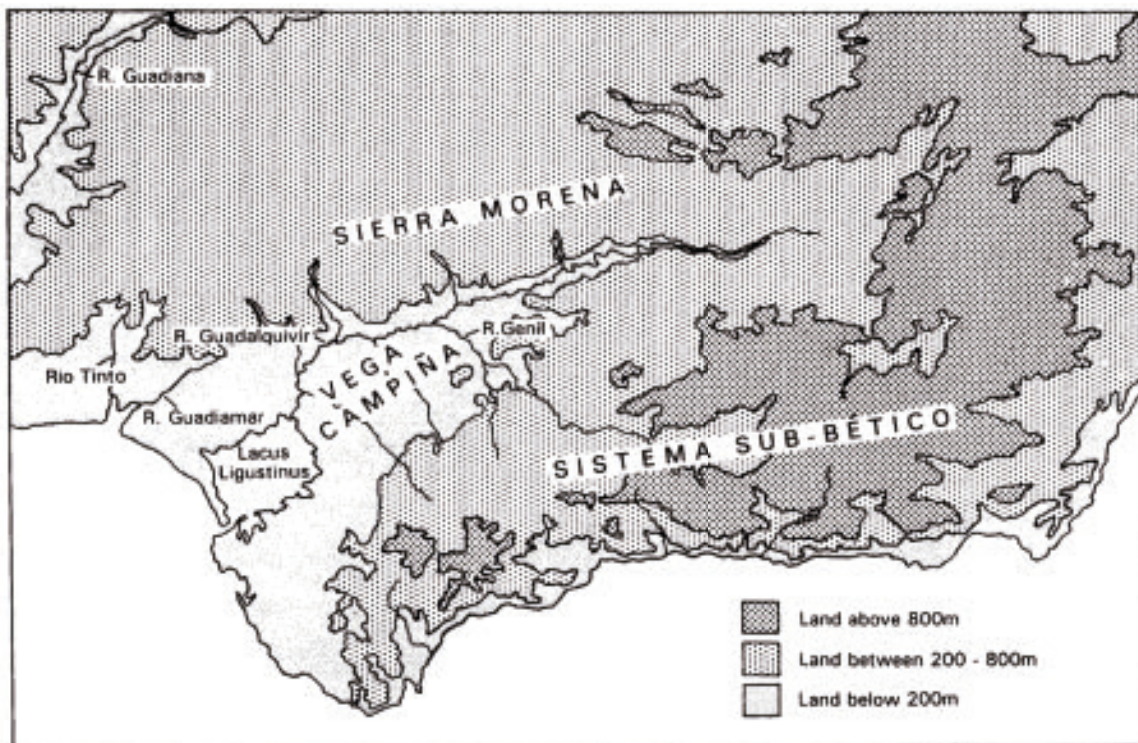 R. Guadiana
SIERRA MORENA
R. Guadalquivir
R. Genil
VEGA
CAMPIÑA
Rio Tinto
R. Guadiamar
Lacus
Ligustinus
SISTEMA SUB-BÉTICO
Land above 800m
Land between 200 - 800m
Land below 200m